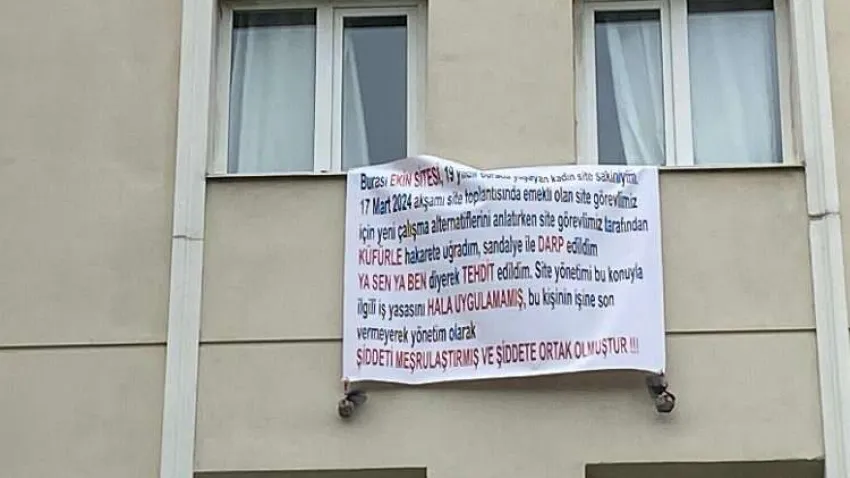 Burası EKİN SİTESİ, 19 yıldır burada yaşayan kadın site sakiniyim.
17 Mart 2024 akşamı site toplantısında emekli olan site görevlimiz
için yeni çalışma alternatiflerini anlatırken site görevlimiz tarafından
KÜFÜRLE hakarete uğradım, sandalye ile DARP edildim
YA SEN YA BEN diyerek TEHDİT edildim. Site yönetimi bu konuyla
ilgili iş yasasını HALA UYGULAMAMIŞ, bu kişinin işine son
vermeyerek yönetim olarak
ŞİDDETİ MEŞRULAŞTIRMIŞ VE ŞİDDETE ORTAK OLMUŞTUR !!!